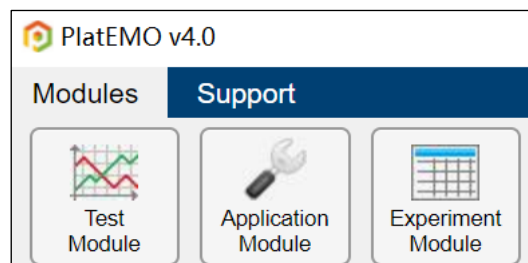 PlatEMO v4.0
Modules
Support
Test
Module
Application
Module
Experiment
Module